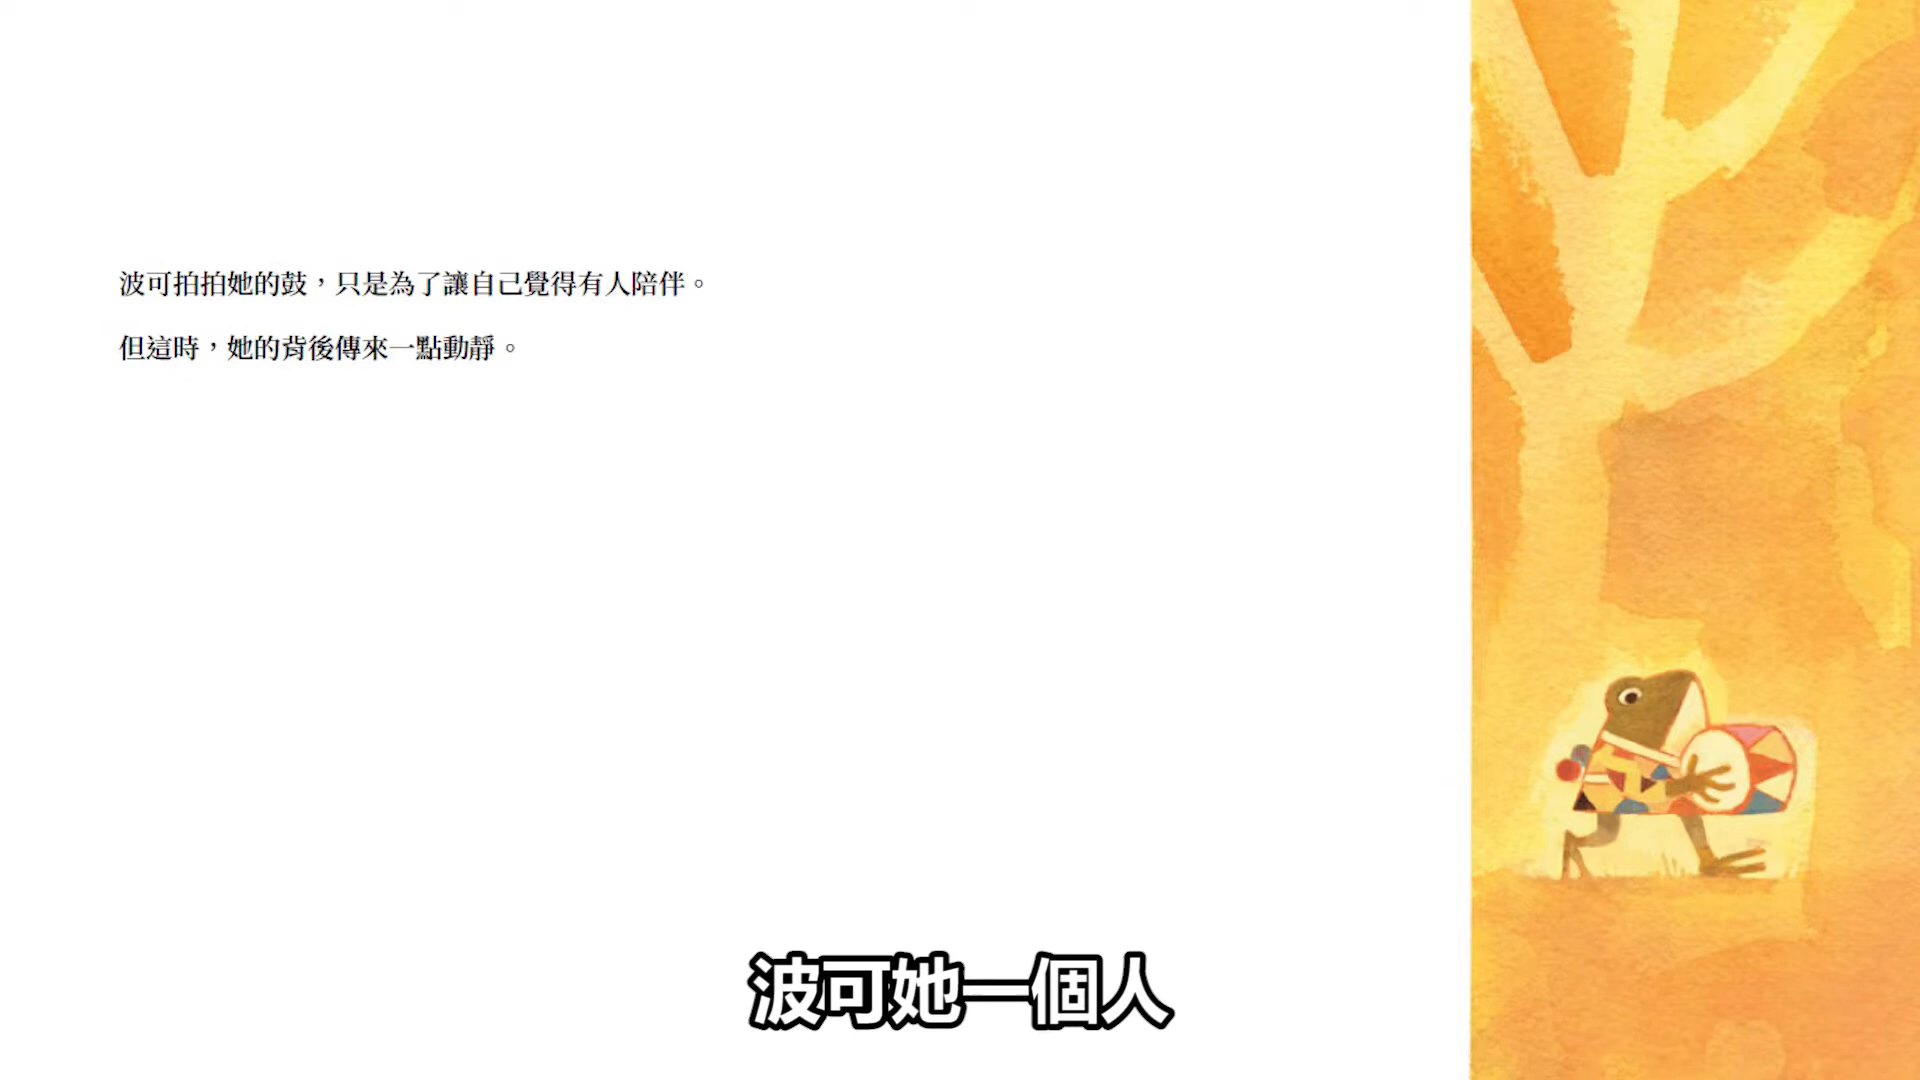 波可拍拍她的鼓，只是為了讓自己覺得有人陪伴。
但這時，她的背後傳來一點動靜。
波可她一個人